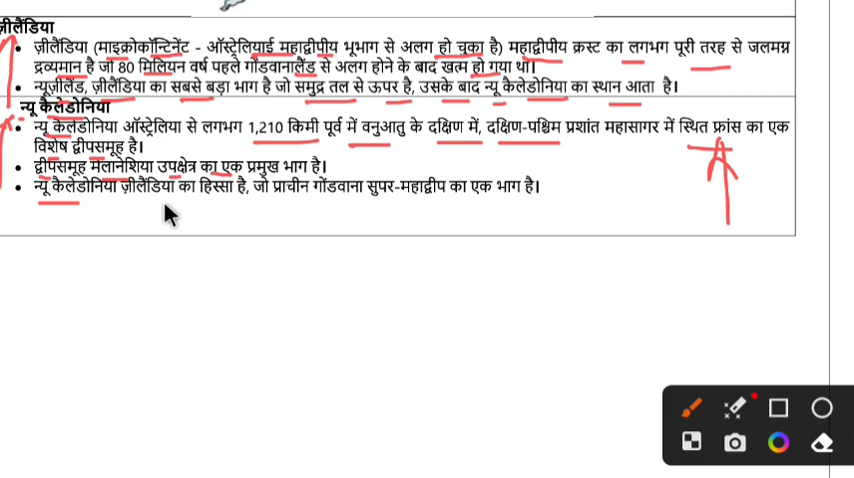 ज़ीलैंडिया
• ज़ीलैंडिया (माइक्रोकॉन्टिनेंट - ऑस्ट्रेलियाई महाद्वीपीय भूभाग से अलग हो चुका है) महाद्वीपीय क्रस्ट का लगभग पूरी तरह से जलमग्न
द्रव्यमान है जो 80 मिलियन वर्ष पहले गोंडवानालैंड से अलग होने के बाद खत्म हो गया था।
• न्यूज़ीलैंड, ज़ीलैंडिया का सबसे बड़ा भाग है जो समुद्र तल से ऊपर है, उसके बाद न्यू कैलेडोनिया का स्थान आता है।
न्यू कैलेडोनिया
• न्यू कैलेडोनिया ऑस्ट्रेलिया से लगभग 1,210 किमी पूर्व में वनुआतु के दक्षिण में, दक्षिण-पश्चिम प्रशांत महासागर में स्थित फ्रांस का एक
विशेष द्वीपसमूह है।
• द्वीपसमूह मेलानेशिया उपक्षेत्र का एक प्रमुख भाग है।
• न्यू कैलेडोनिया ज़ीलैंडिया का हिस्सा है, जो प्राचीन गोंडवाना सुपर-महाद्वीप का एक भाग है।